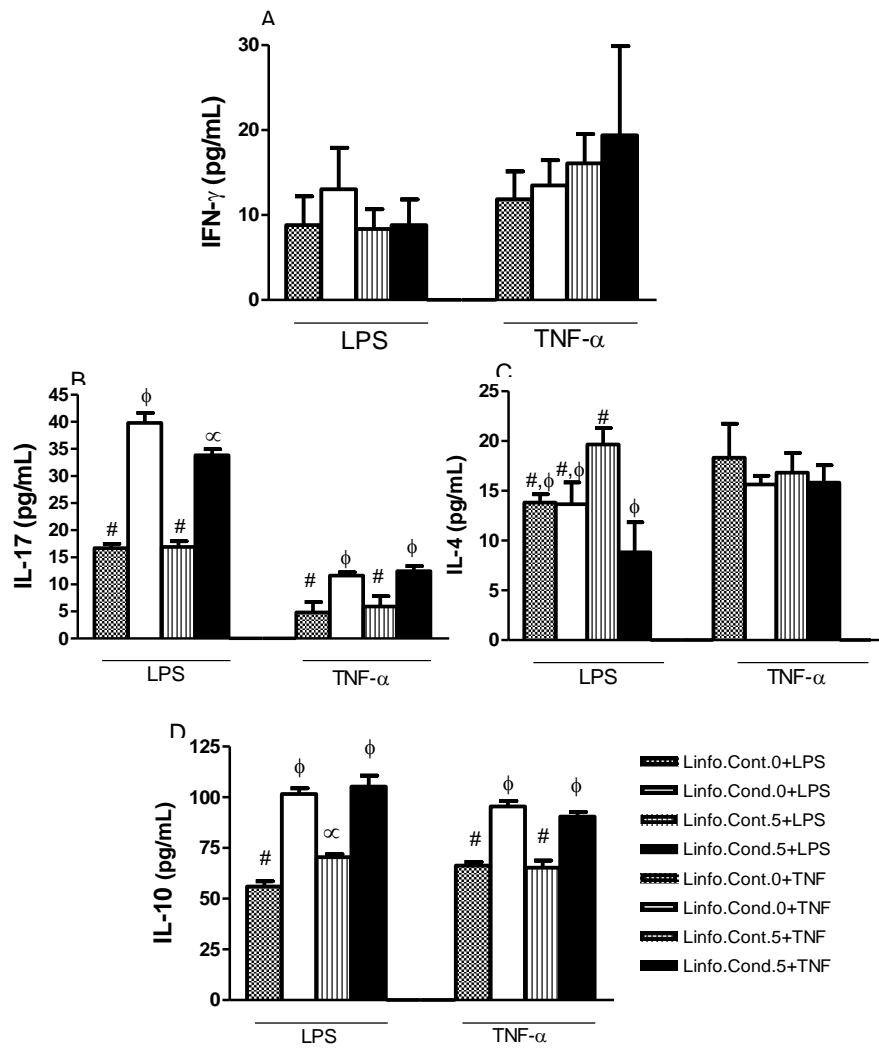 A
IFN-γ (pg/mL)
30
20
10
0
LPS
TNF-α
B
IL-17 (pg/mL)
45
40
35
30
25
20
15
10
5
0
#
ϕ
#
∝
#
ϕ
#
ϕ
LPS
TNF-α
C
IL-4 (pg/mL)
25
20
15
10
5
0
#,ϕ
#,ϕ
#
ϕ
LPS
TNF-α
D
IL-10 (pg/mL)
125
100
75
50
25
0
#
ϕ
∝
ϕ
#
ϕ
#
ϕ
LPS
TNF-α
Linfo.Cont.0+LPS
Linfo.Cond.0+LPS
Linfo.Cont.5+LPS
Linfo.Cond.5+LPS
Linfo.Cont.0+TNF
Linfo.Cond.0+TNF
Linfo.Cont.5+TNF
Linfo.Cond.5+TNF